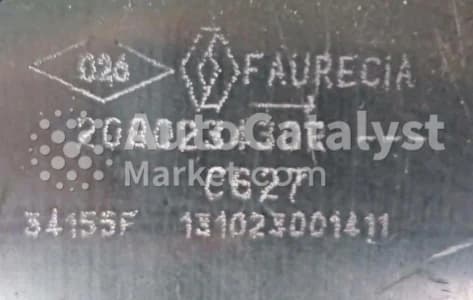 026 FAURECIA
AutoCatalyst
Market.com
C627
34155F 131023001411